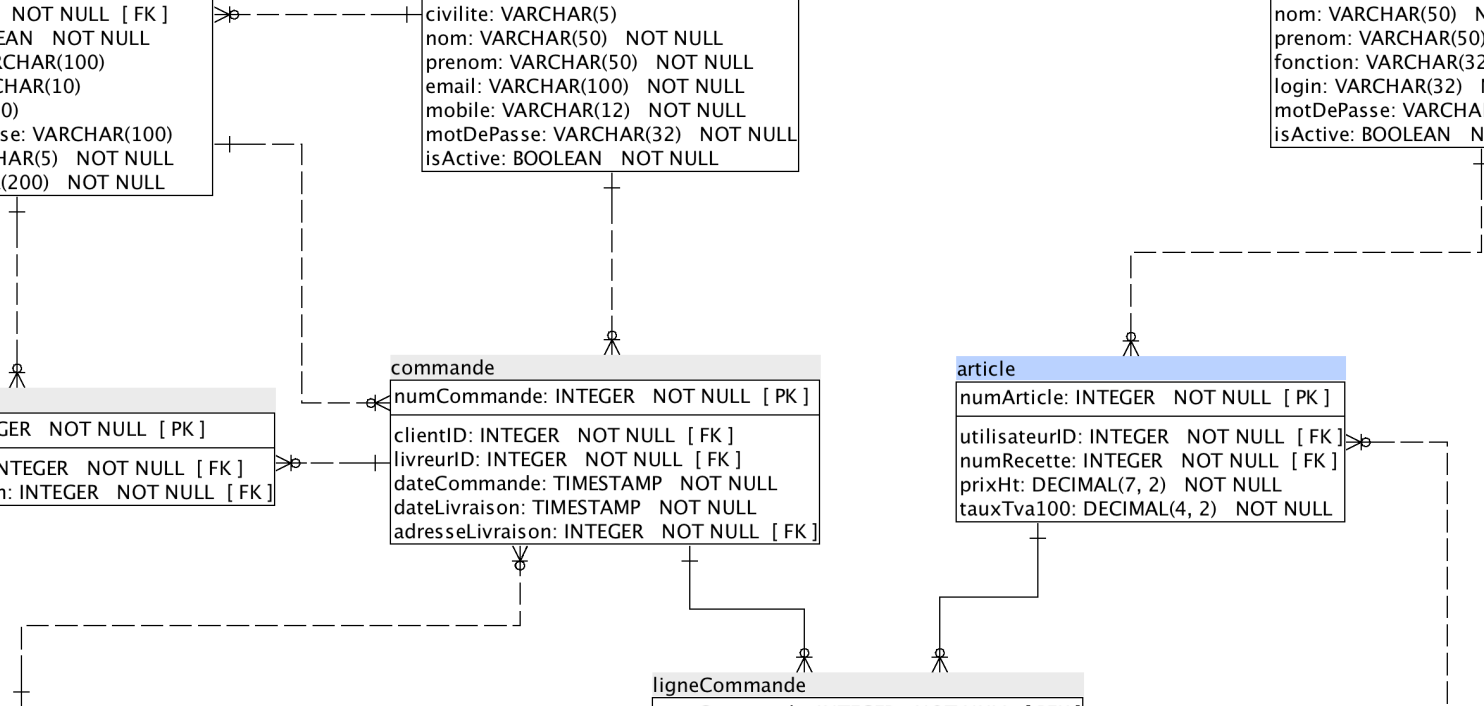 NOT NULL [ FK ]
EAN NOT NULL
RCHAR(100)
CHAR(10)
0)
se: VARCHAR(100)
HAR(5) NOT NULL
(200) NOT NULL
civilite: VARCHAR(5)
nom: VARCHAR(50) NOT NULL
prenom: VARCHAR(50) NOT NULL
email: VARCHAR(100) NOT NULL
mobile: VARCHAR(12) NOT NULL
motDePasse: VARCHAR(32) NOT NULL
isActive: BOOLEAN NOT NULL
nom: VARCHAR(50) N
prenom: VARCHAR(50)
fonction: VARCHAR(32
login: VARCHAR(32)
motDePasse: VARCHA
isActive: BOOLEAN N
GER NOT NULL [ PK ]
NTEGER NOT NULL [ FK ]
n: INTEGER NOT NULL [ FK ]
commande
numCommande: INTEGER NOT NULL [ PK ]
clientID: INTEGER NOT NULL [ FK ]
livreurID: INTEGER NOT NULL [ FK ]
dateCommande: TIMESTAMP NOT NULL
dateLivraison: TIMESTAMP NOT NULL
adresseLivraison: INTEGER NOT NULL [ FK ]
article
numArticle: INTEGER NOT NULL [ PK ]
utilisateurID: INTEGER NOT NULL [ FK ]
numRecette: INTEGER NOT NULL [ FK ]
prixHt: DECIMAL(7, 2) NOT NULL
tauxTva100: DECIMAL(4, 2) NOT NULL
ligneCommande